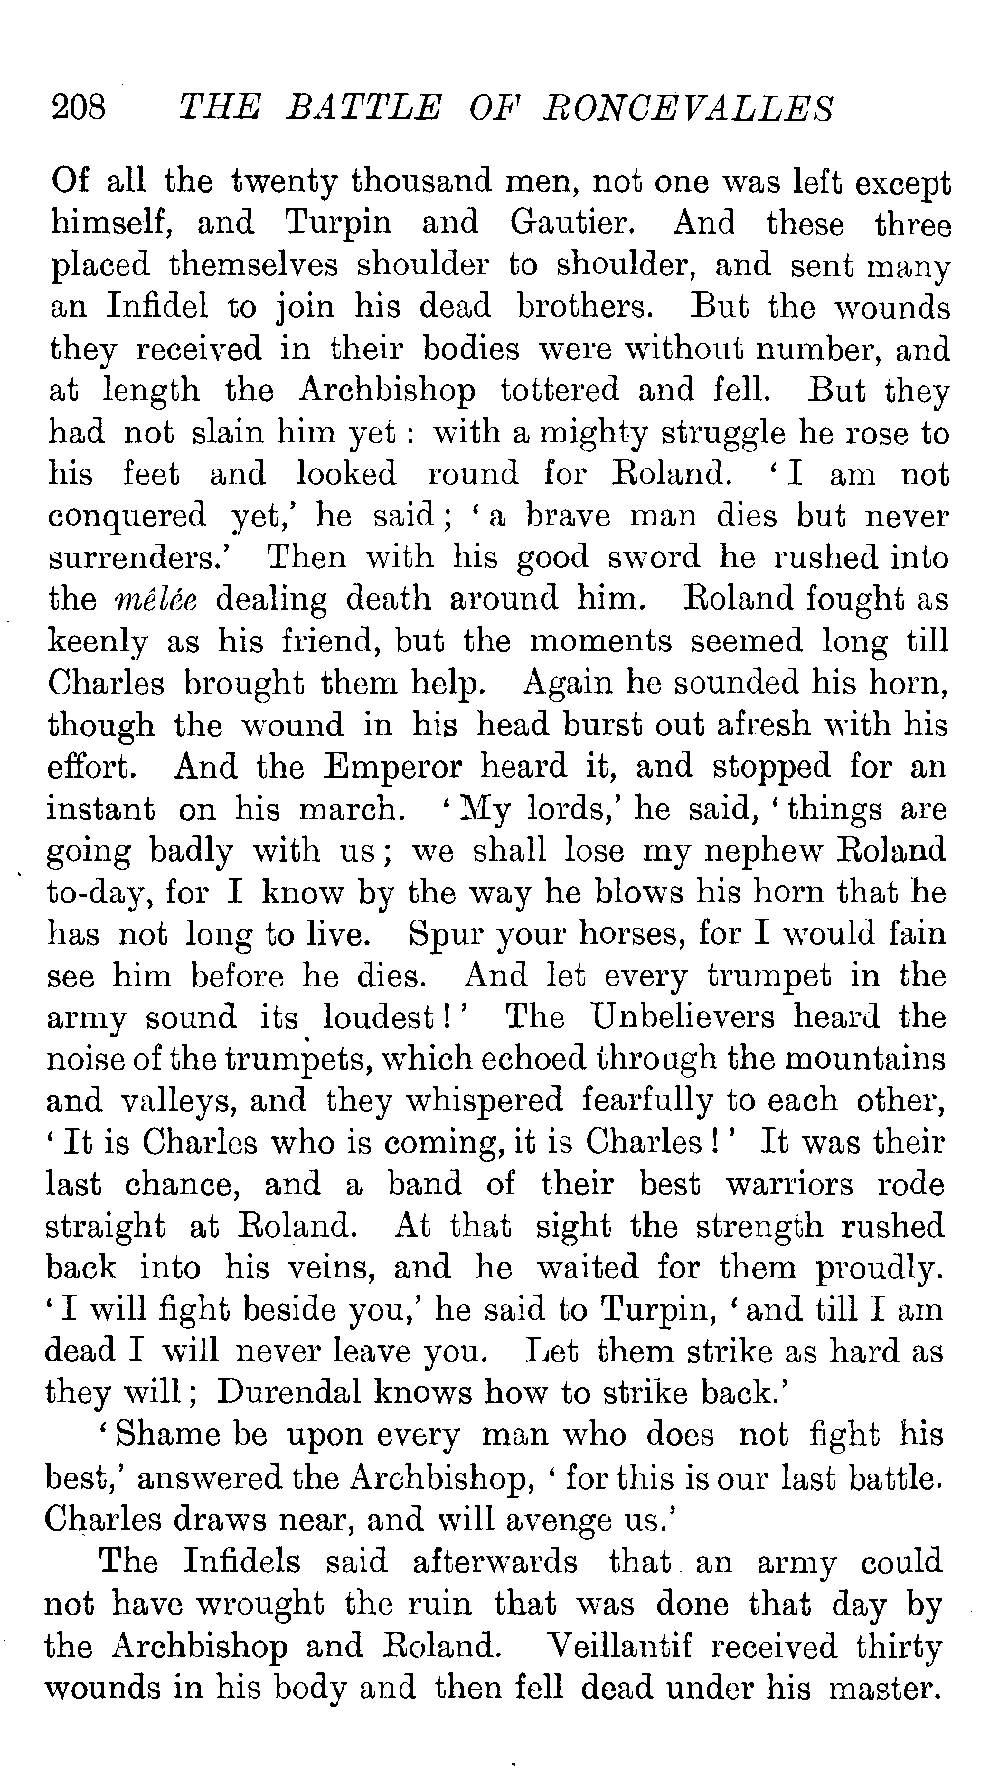 208 THE BATTLE OF RONCEVALLES
Of all the twenty thousand men, not one was left except
himself, and Turpin and Gautier. And these three
placed themselves shoulder to shoulder, and sent many
an Infidel to join his dead brothers. But the wounds
they received in their bodies were without number, and
at length the Archbishop tottered and fell. But they
had not slain him yet : with a mighty struggle he rose to
his feet and looked round for Roland. ‘ I am not
conquered yet,’ he said ; ‘ a brave man dies but never
surrenders.’ Then with his good sword he rushed into
the mêlée dealing death around him. Roland fought as
keenly as his friend, but the moments seemed long till
Charles brought them help. Again he sounded his horn,
though the wound in his head burst out afresh with his
effort. And the Emperor heard it, and stopped for an
instant on his march. ‘ My lords,’ he said, ‘ things are
going badly with us ; we shall lose my nephew Roland
to-day, for I know by the way he blows his horn that he
has not long to live. Spur your horses, for I would fain
see him before he dies. And let every trumpet in the
army sound its loudest ! ’ The Unbelievers heard the
noise of the trumpets, which echoed through the mountains
and valleys, and they whispered fearfully to each other,
‘ It is Charles who is coming, it is Charles ! ’ It was their
last chance, and a band of their best warriors rode
straight at Roland. At that sight the strength rushed
back into his veins, and he waited for them proudly.
‘ I will fight beside you,’ he said to Turpin, ‘ and till I am
dead I will never leave you. Let them strike as hard as
they will ; Durendal knows how to strike back.’
‘ Shame be upon every man who does not fight his
best,’ answered the Archbishop, ‘ for this is our last battle.
Charles draws near, and will avenge us.’
The Infidels said afterwards that an army could
not have wrought the ruin that was done that day by
the Archbishop and Roland. Veillantif received thirty
wounds in his body and then fell dead under his master.